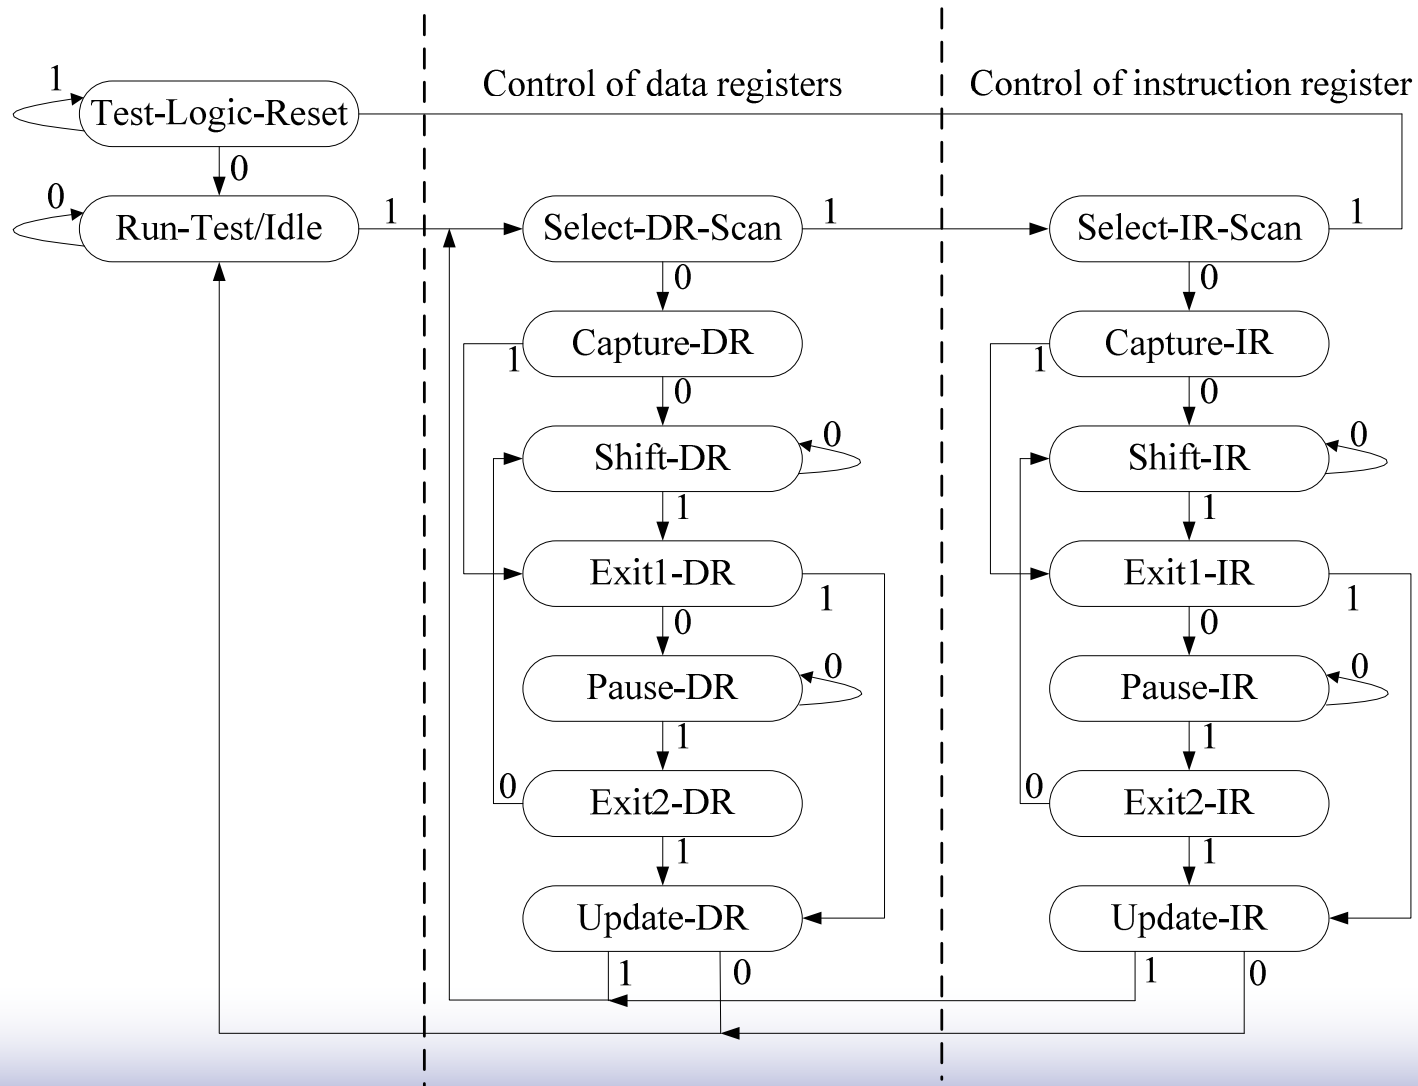 Control of data registers
Control of instruction register
1
Test-Logic-Reset
0
0
Run-Test/Idle
1
Select-DR-Scan
1
Select-IR-Scan
1
0
0
Capture-DR
1
Capture-IR
1
0
0
Shift-DR
0
Shift-IR
0
1
1
Exit1-DR
1
Exit1-IR
1
0
0
Pause-DR
0
Pause-IR
0
1
1
0
Exit2-DR
0
Exit2-IR
1
1
Update-DR
Update-IR
1
0
1
0